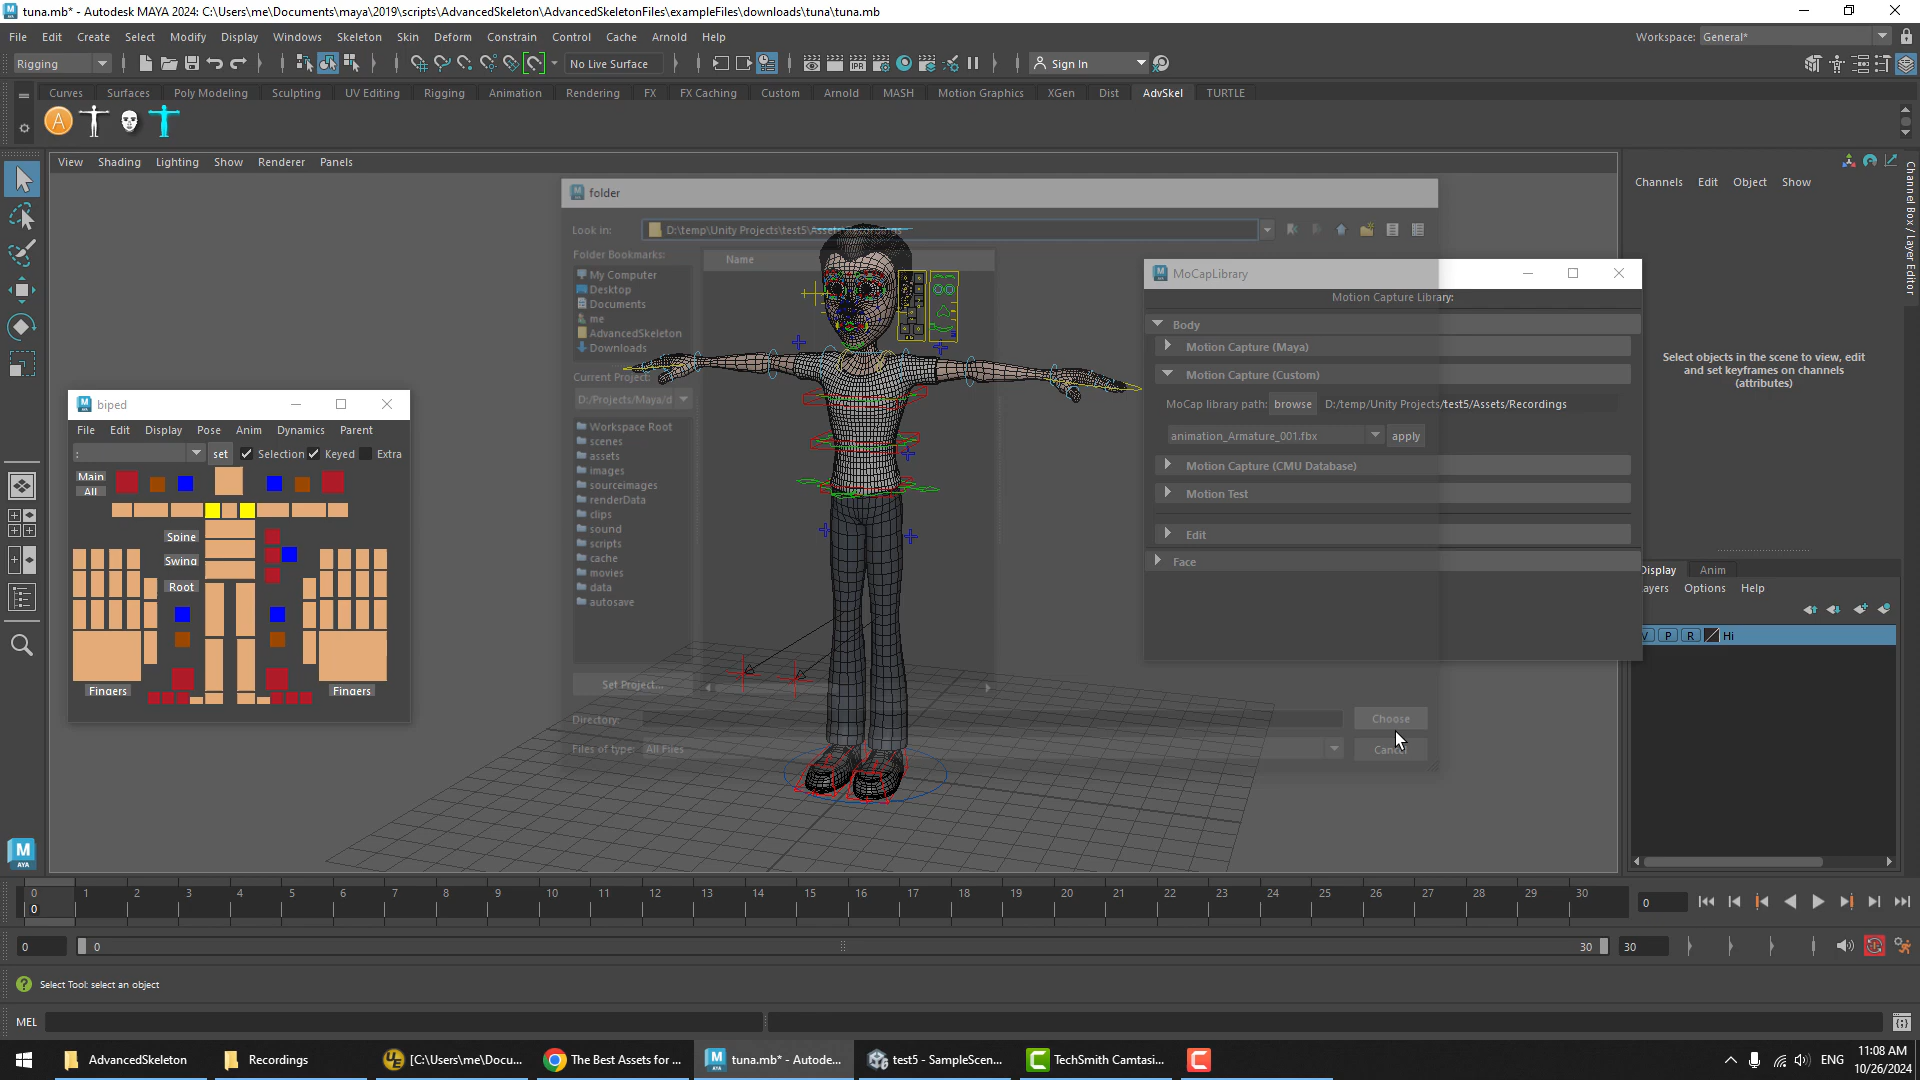 tuna.mb* - Autodesk MAYA 2024: C:\Users\me\Documents\maya\2019\scripts\AdvancedSkeleton\AdvancedSkeletonFiles\exampleFiles\downloads\tuna\tuna.mb
File Edit Create Select Modify Display Windows Skeleton Skin Deform Constrain Control Cache Arnold Help Workspace: General*
Rigging No Live Surface Sign In
Curves Surfaces Poly Modeling Sculpting UV Editing Rigging Animation Rendering FX FX Caching Custom Arnold MASH Motion Graphics XGen Dist AdvSkel TURTLE
View Shading Lighting Show Renderer Panels
Channels Edit Object Show
Channel Box / Layer Editor
folder
Look in: D:\temp\Unity Projects\test5\Assets\Recordings
Folder Bookmarks: Name
My Computer
Desktop
Documents
me
AdvancedSkeleton
Downloads
Current Project:
D:/Projects/Maya/d
Workspace Root
scenes
assets
images
sourceimages
renderData
clips
sound
scripts
cache
movies
data
autosave
Set Project...
Directory: Choose
Files of type: All Files Cancel
MoCapLibrary
Motion Capture Library:
Body
Motion Capture (Maya)
Motion Capture (Custom)
MoCap library path: browse D:/temp/Unity Projects/test5/Assets/Recordings
animation_Armature_001.fbx apply
Motion Capture (CMU Database)
Motion Test
Edit
Face
Select objects in the scene to view, edit
and set keyframes on channels
(attributes)
Display Anim
ayers Options Help
V P R Hi
biped
File Edit Display Pose Anim Dynamics Parent
: set Selection Keyed Extra
Main
All
Spine
Swing
Root
Fingers Fingers
AYA
0 1 2 3 4 5 6 7 8 9 10 11 12 13 14 15 16 17 18 19 20 21 22 23 24 25 26 27 28 29 30
0 0
0 0 30 30
Select Tool: select an object
MEL
AdvancedSkeleton Recordings [C:\Users\me\Docu... The Best Assets for ... tuna.mb* - Autode... test5 - SampleScen... TechSmith Camtasi... ENG 11:08 AM
10/26/2024